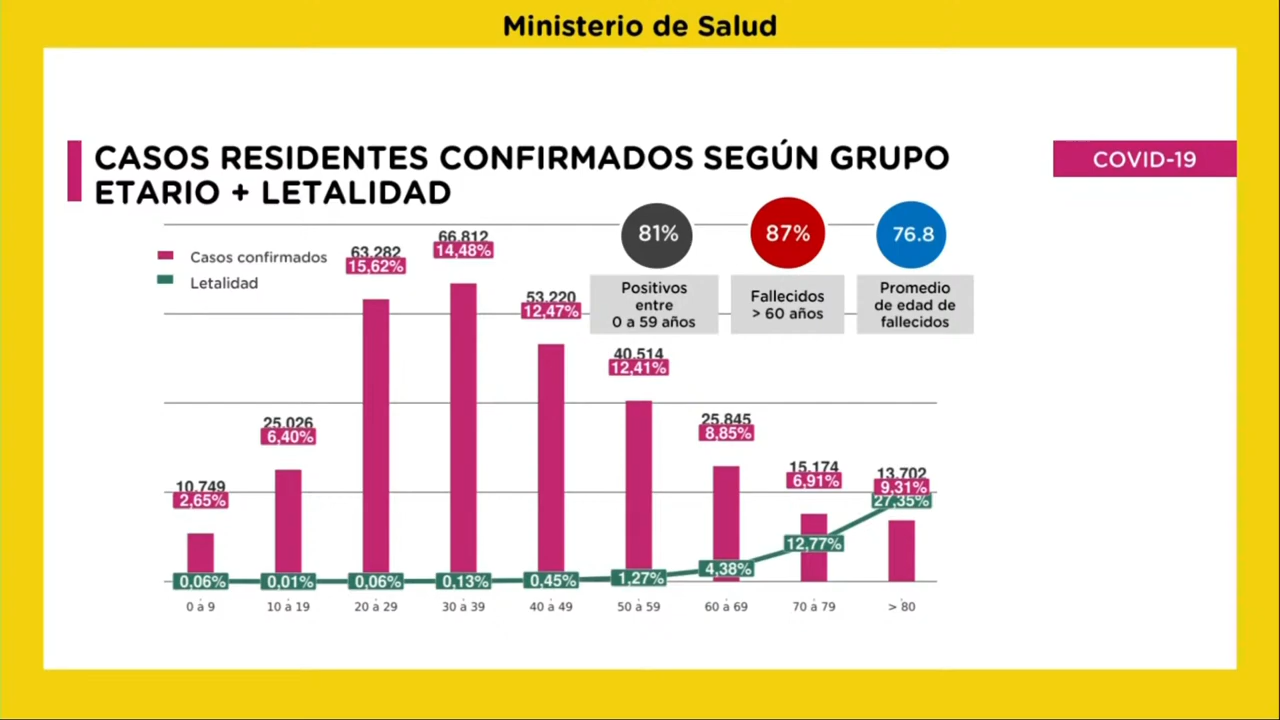 Ministerio de Salud
CASOS RESIDENTES CONFIRMADOS SEGÚN GRUPO
ETARIO + LETALIDAD
COVID-19
81%
87%
76.8
Positivos
entre
0 a 59 años
Fallecidos
> 60 años
Promedio
de edad de
fallecidos
Casos confirmados
Letalidad
10.749
2,65%
25.026
6,40%
63.282
15,62%
66.812
14,48%
53.220
12,47%
40.514
12,41%
25.845
8,85%
15.174
6,91%
13.702
9,31%
27,35%
0,06%
0,01%
0,06%
0,13%
0,45%
1,27%
4,38%
12,77%
0 a 9
10 a 19
20 a 29
30 a 39
40 a 49
50 a 59
60 a 69
70 a 79
> 80